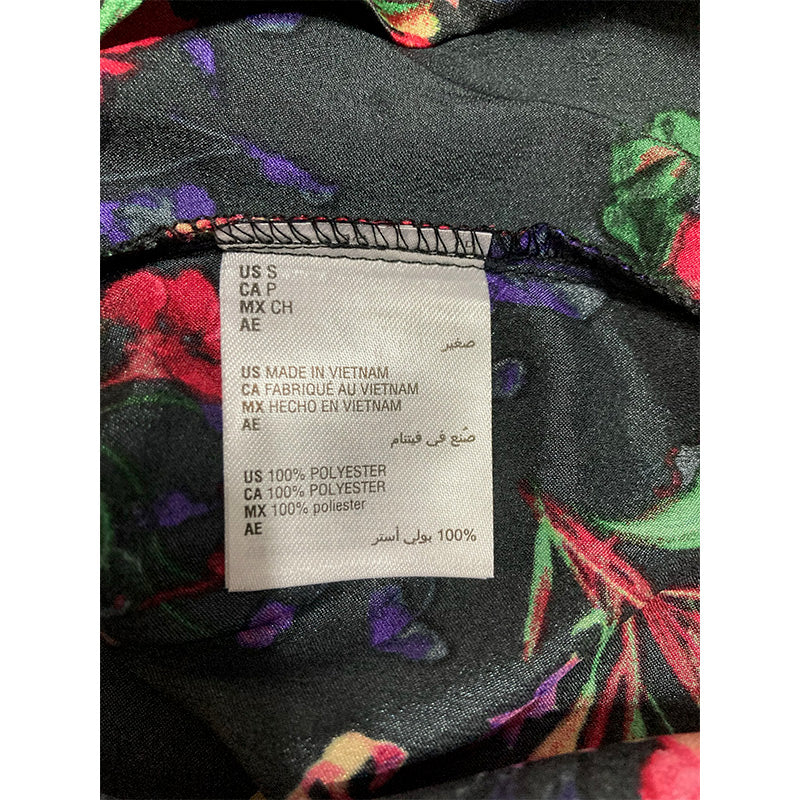 US S
CA P
MX CH
AE
صغير
US MADE IN VIETNAM
CA FABRIQUÉ AU VIETNAM
MX HECHO EN VIETNAM
AE
صُنع في فيتنام
US 100% POLYESTER
CA 100% POLYESTER
MX 100% poliester
AE
100% بولي أستر